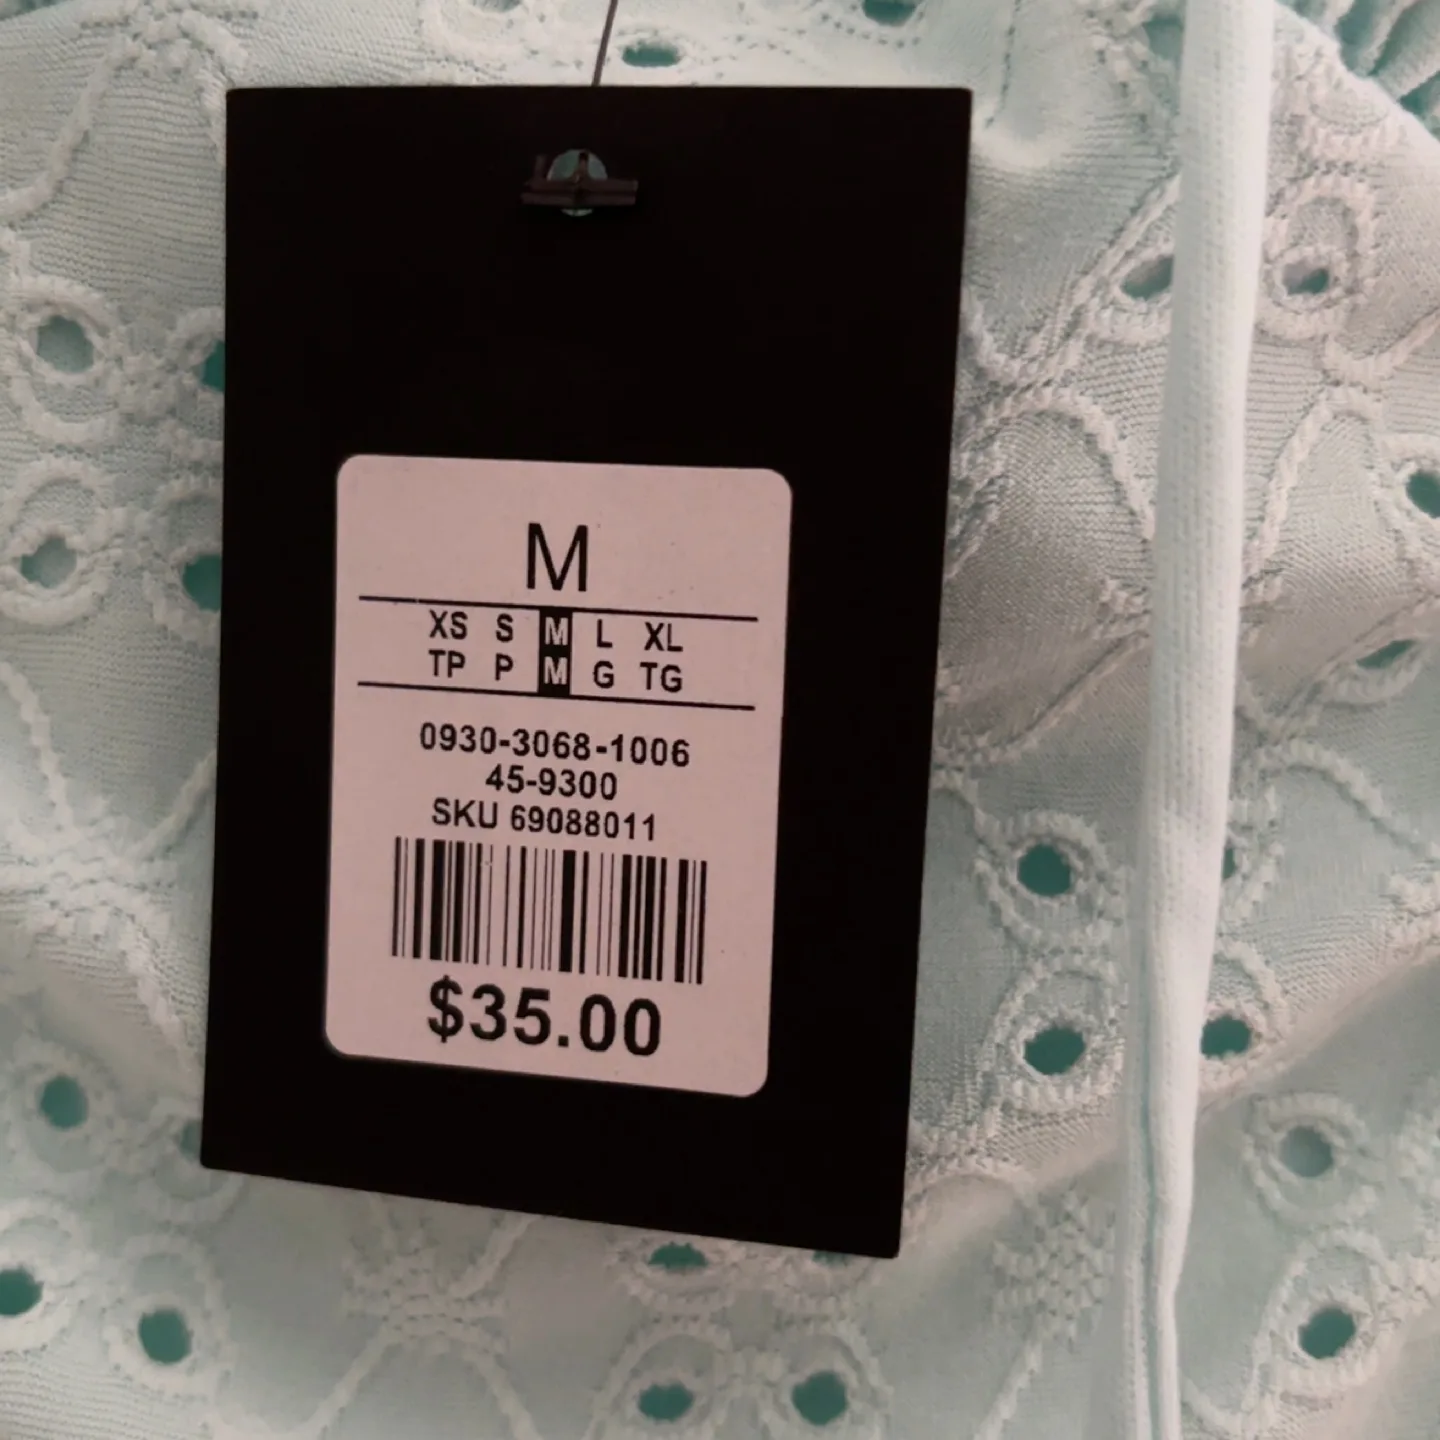 M
XS S M L XL
TP P M G TG
0930-3068-1006
45-9300
SKU 69088011
$35.00